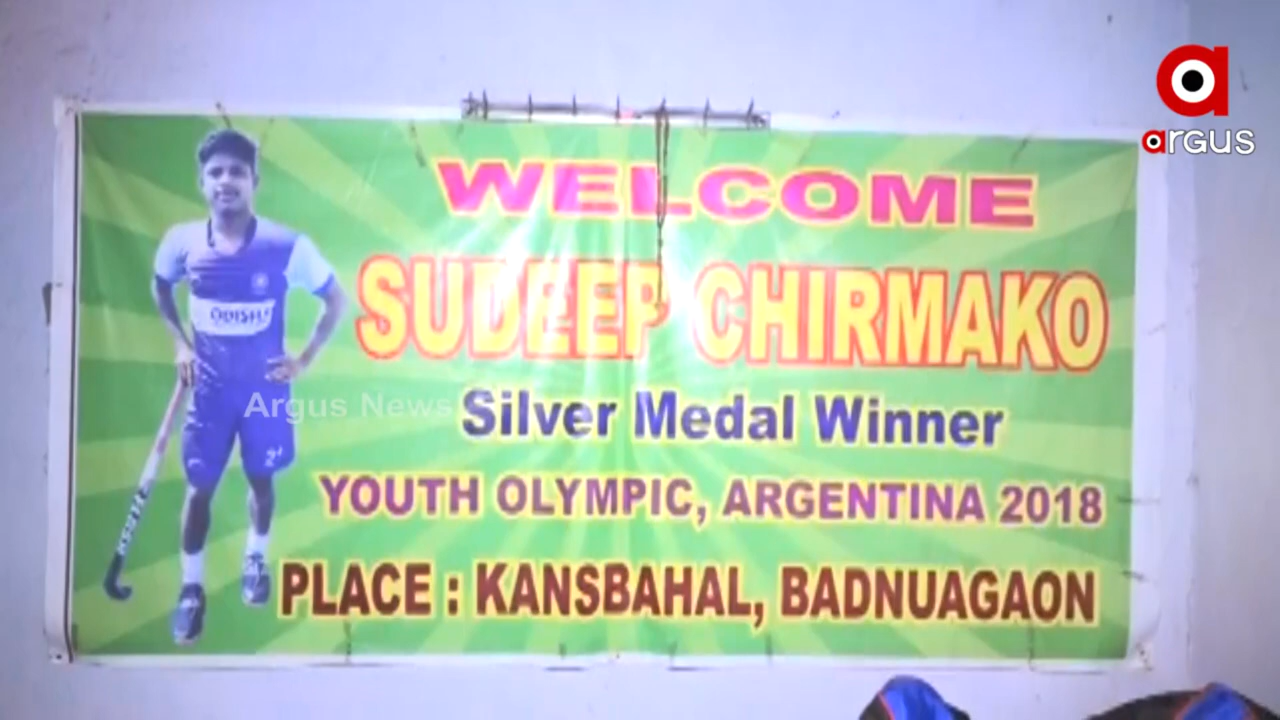 argus
WELCOME
SUDEEP CHIRMAKO
ODISHA
Argus News
Silver Medal Winner
YOUTH OLYMPIC, ARGENTINA 2018
PLACE : KANSBAHAL, BADNUAGAON